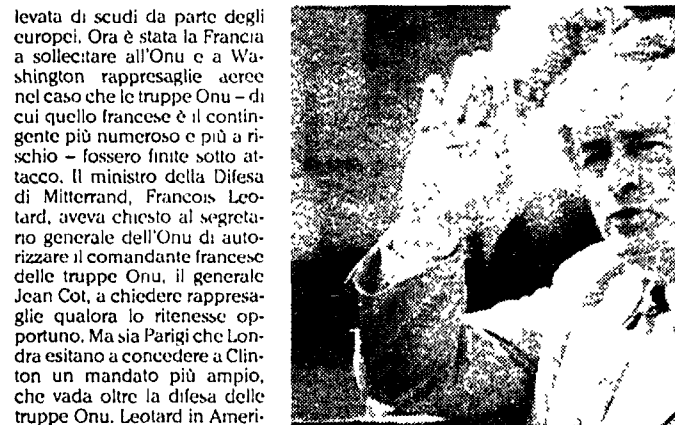 levata di scudi da parte degli
europei. Ora è stata la Francia
a sollecitare all'Onu e a Wa-
shington rappresaglie aeree
nel caso che le truppe Onu – di
cui quello francese è il contin-
gente più numeroso e più a ri-
schio – fossero finite sotto at-
tacco. Il ministro della Difesa
di Mitterrand, Francois Leo-
tard, aveva chiesto al segreta-
rio generale dell'Onu di auto-
rizzare il comandante francese
delle truppe Onu, il generale
Jean Cot, a chiedere rappresa-
glie qualora lo ritenesse op-
portuno. Ma sia Parigi che Lon-
dra esitano a concedere a Clin-
ton un mandato più ampio,
che vada oltre la difesa delle
truppe Onu. Leotard in Ameri-